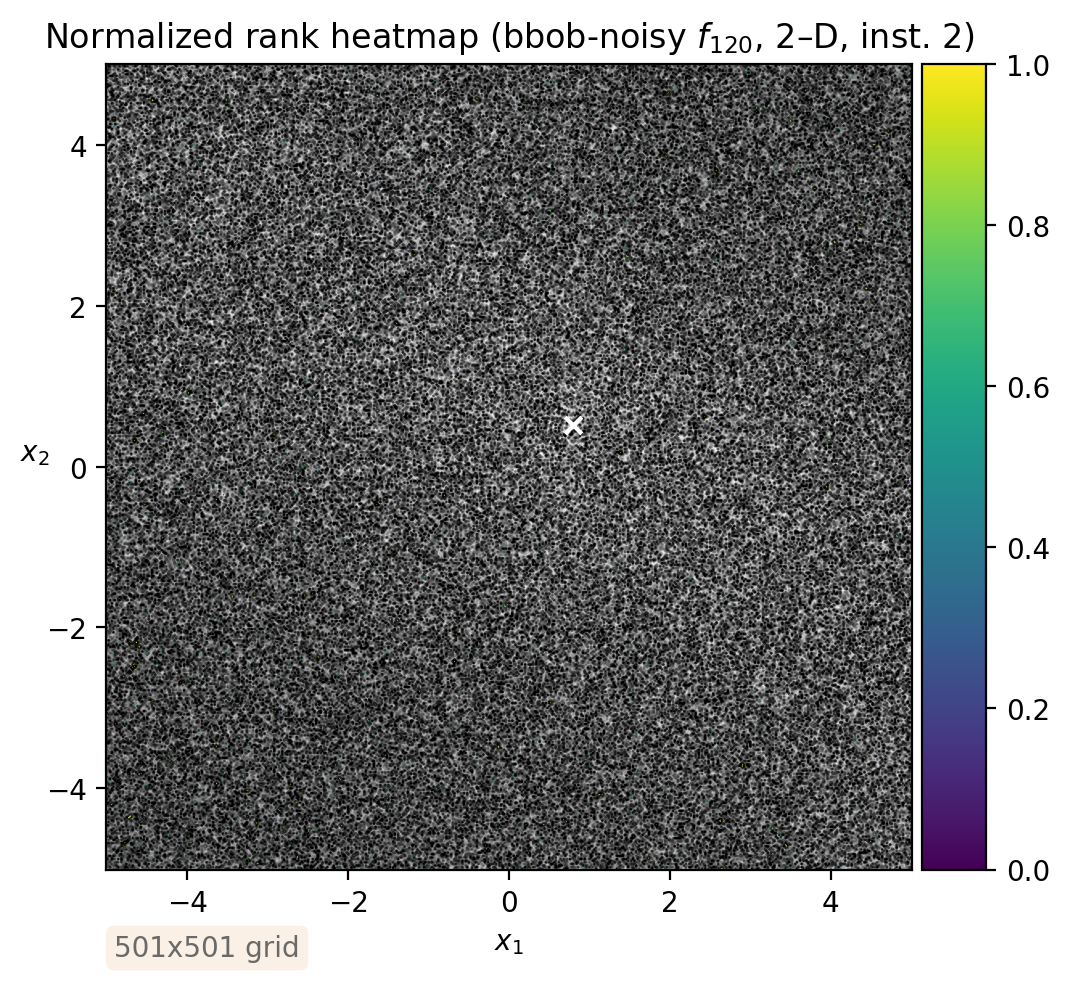 Normalized rank heatmap (bbob-noisy f120, 2–D, inst. 2)
1.0
0.8
0.6
0.4
0.2
0.0
4
2
0
−2
−4
x2
−4 −2 0 2 4
x1
501x501 grid